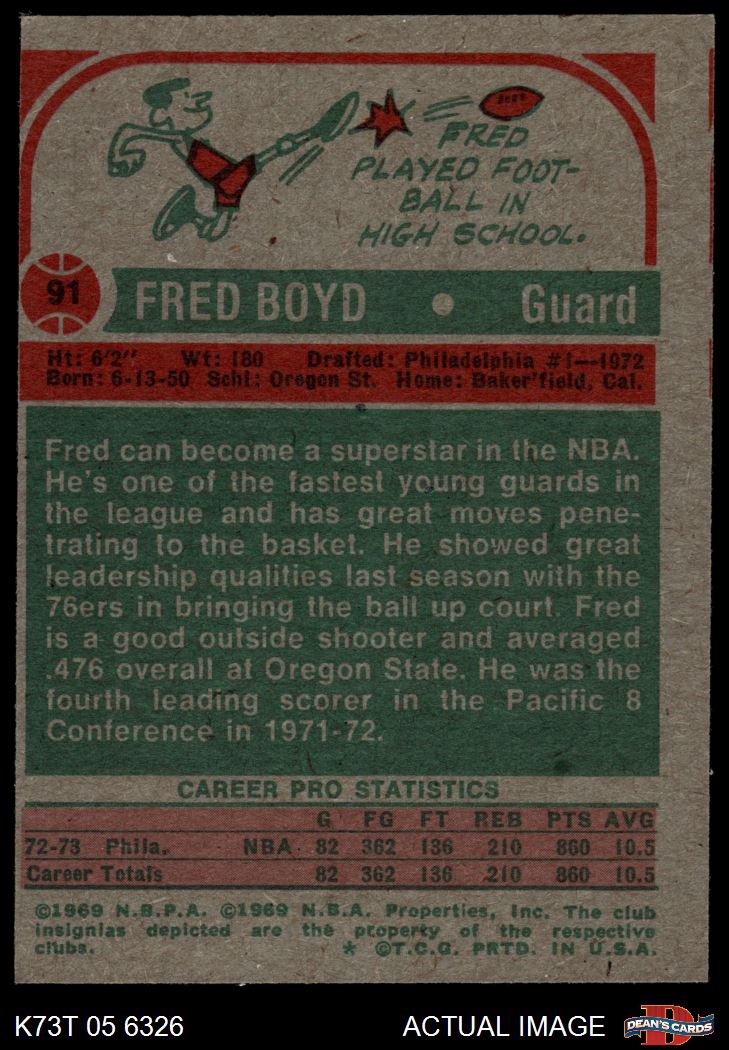 FRED
PLAYED FOOT-
BALL IN
HIGH SCHOOL.
91 FRED BOYD • Guard
Ht: 6'2" Wt: 180 Drafted: Philadelphia #1—1972
Born: 6-13-50 Schl: Oregon St. Home: Baker'field, Cal.
Fred can become a superstar in the NBA.
He's one of the fastest young guards in
the league and has great moves pene-
trating to the basket. He showed great
leadership qualities last season with the
76ers in bringing the ball up court. Fred
is a good outside shooter and averaged
.476 overall at Oregon State. He was the
fourth leading scorer in the Pacific 8
Conference in 1971-72.
CAREER PRO STATISTICS
G FG FT REB PTS AVG
72-73 Phila. NBA 82 362 136 210 860 10.5
Career Totals 82 362 136 210 860 10.5
©1969 N.B.P.A. ©1969 N.B.A. Properties, Inc. The club
insignias depicted are the property of the respective
clubs. * ©T.C.G. PRTD. IN U.S.A.
K73T 05 6326 ACTUAL IMAGE DEAN'S CARDS